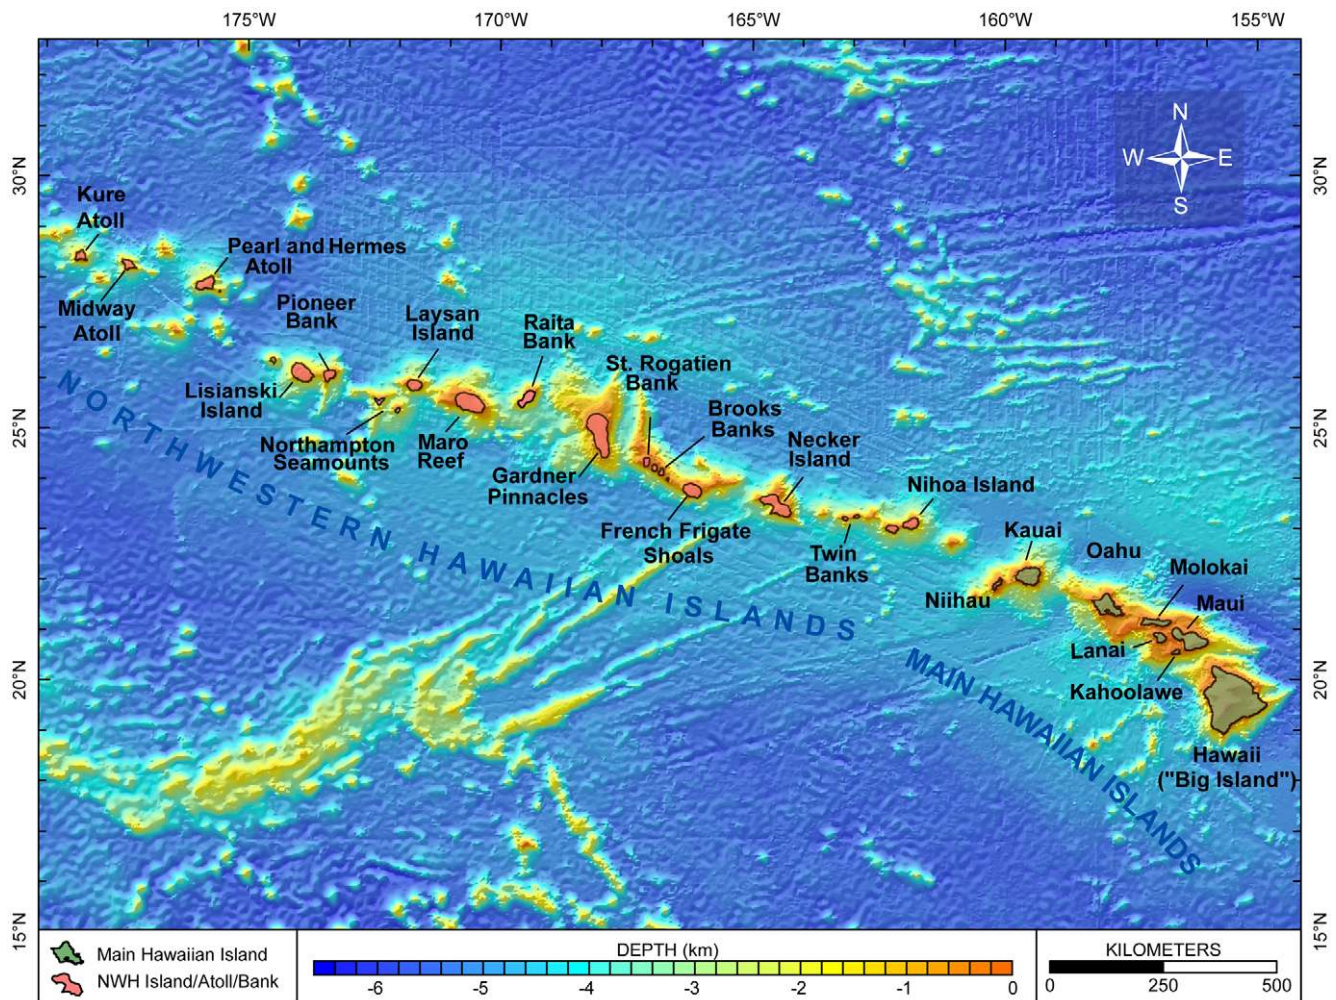 175°W
170°W
165°W
160°W
155°W
30°N
30°N
25°N
25°N
20°N
20°N
15°N
15°N
N
W
E
S
Kure
Atoll
Pearl and Hermes
Atoll
Midway
Atoll
Pioneer
Bank
Laysan
Island
Raita
Bank
St. Rogatien
Bank
Lisianski
Island
Northampton
Seamounts
Maro
Reef
Brooks
Banks
Necker
Island
Gardner
Pinnacles
Nihoa Island
French Frigate
Shoals
Twin
Banks
Kauai
Oahu
Molokai
Niihau
Maui
Lanai
Kahoolawe
Hawaii
("Big Island")
NORTHWESTERN HAWAIIAN ISLANDS
MAIN HAWAIIAN ISLANDS
Main Hawaiian Island
NWH Island/Atoll/Bank
DEPTH (km)
-6
-5
-4
-3
-2
-1
0
KILOMETERS
0
250
500